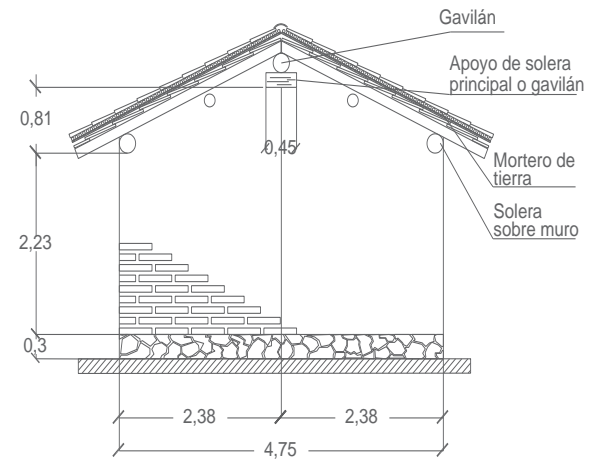 Gavilán
Apoyo de solera
principal o gavilán
0,81
0,45
Mortero de
tierra
2,23
Solera
sobre muro
0,3
2,38
2,38
4,75